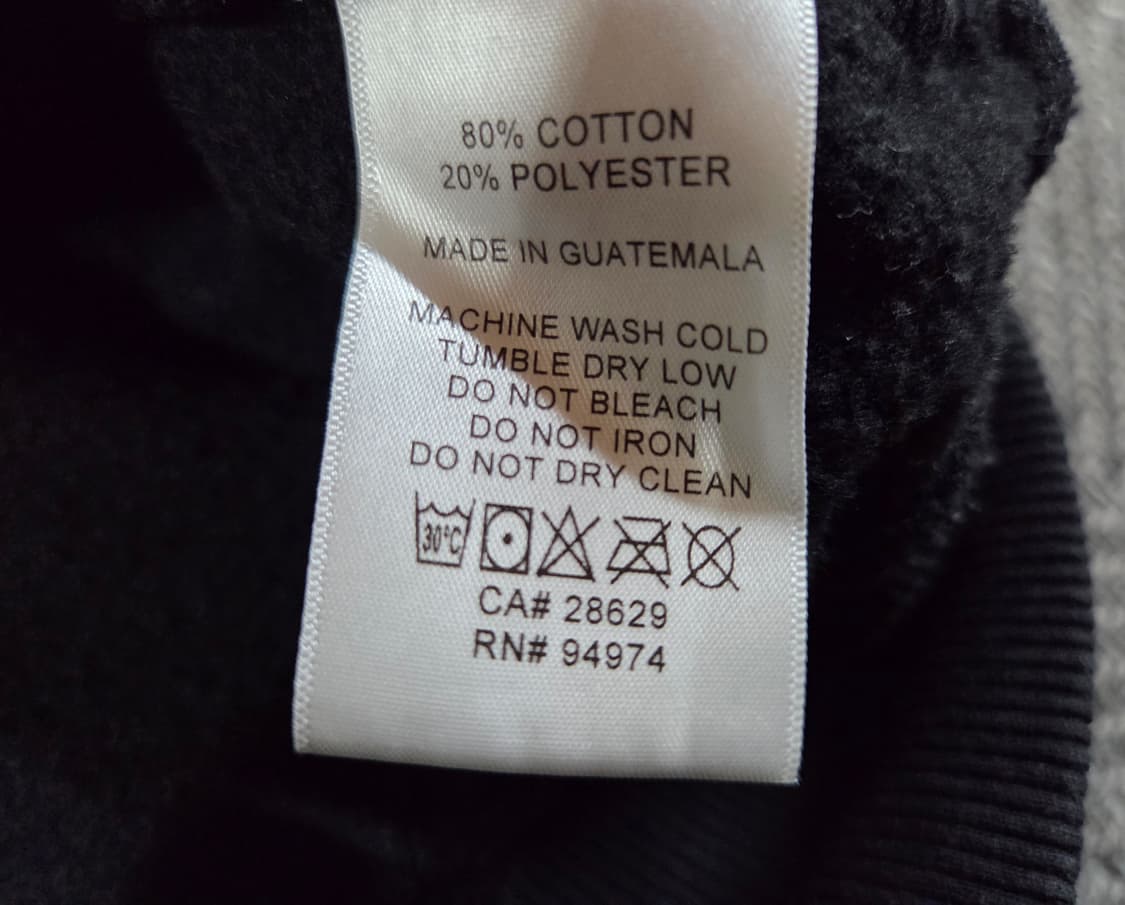 80% COTTON
20% POLYESTER
MADE IN GUATEMALA
MACHINE WASH COLD
TUMBLE DRY LOW
DO NOT BLEACH
DO NOT IRON
DO NOT DRY CLEAN
30°C
CA# 28629
RN# 94974